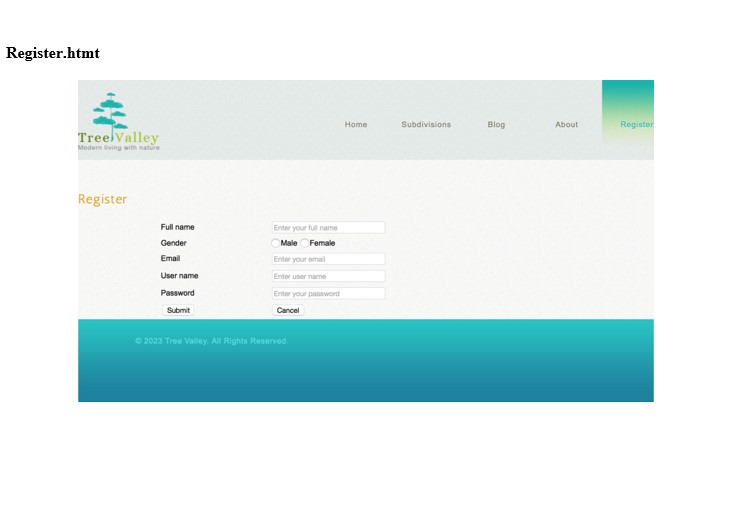 Register.htmt
Tree Valley
Modern living with nature
Home Subdivisions Blog About Register
Register
Full name Enter your full name
Gender Male Female
Email Enter your email
User name Enter user name
Password Enter your password
Submit Cancel
© 2023 Tree Valley. All Rights Reserved.